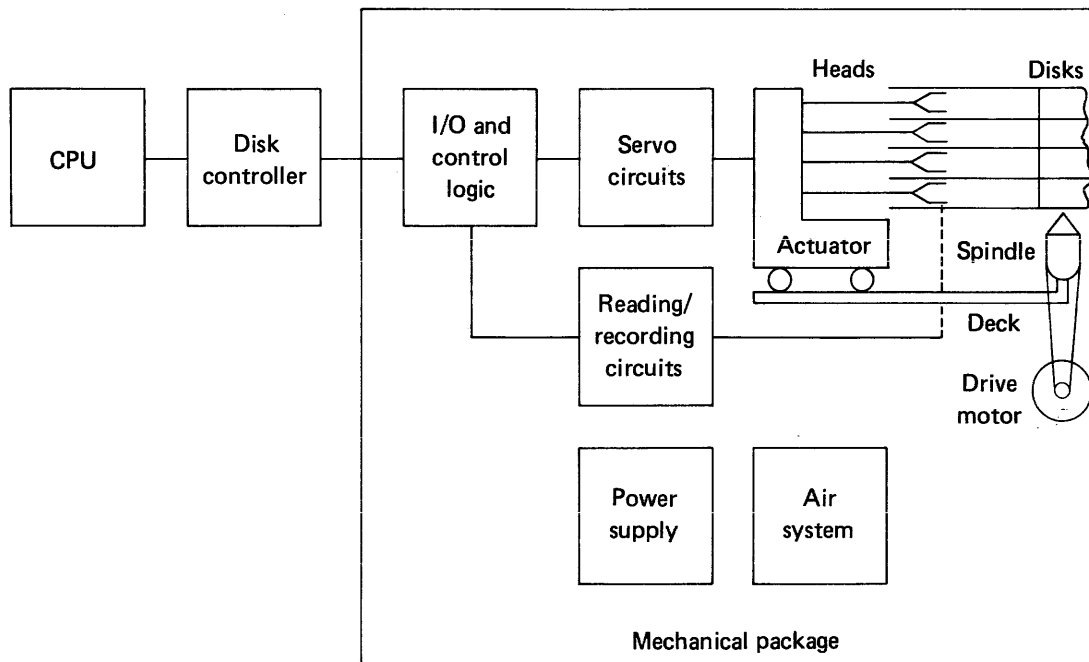 Heads
Disks
CPU
Disk
controller
I/O and
control
logic
Servo
circuits
Actuator
Spindle
Deck
Reading/
recording
circuits
Drive
motor
Power
supply
Air
system
Mechanical package